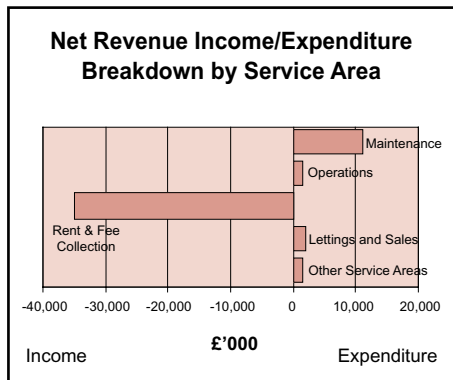 Net Revenue Income/Expenditure
Breakdown by Service Area
Maintenance
Operations
Rent & Fee
Collection
Lettings and Sales
Other Service Areas
-40,000 -30,000 -20,000 -10,000 0 10,000 20,000
£'000
Income Expenditure